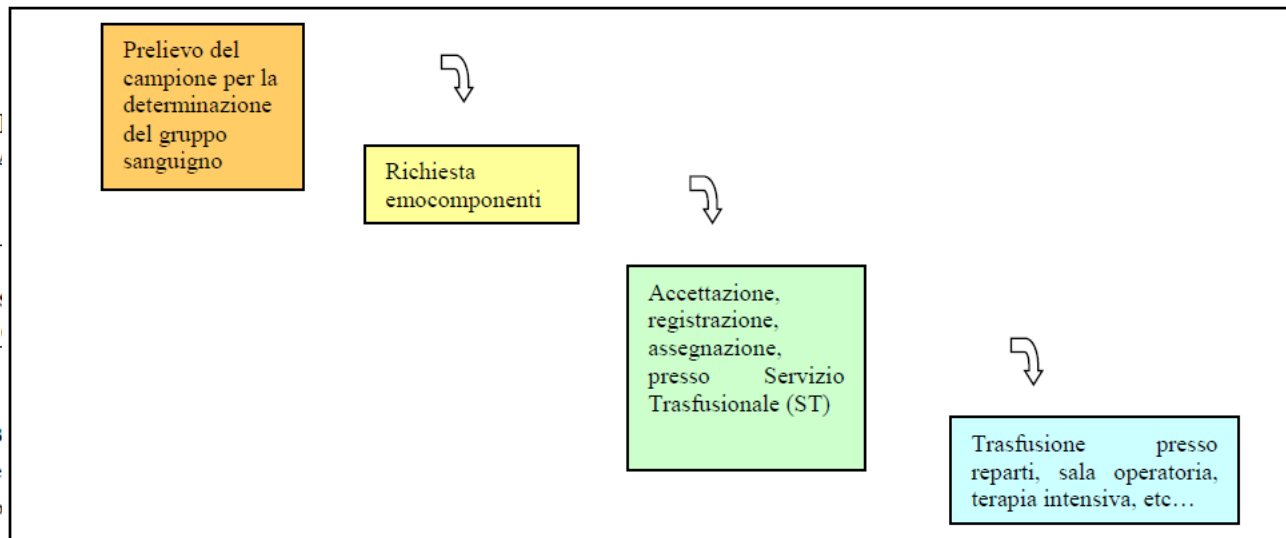 Prelievo del
campione per la
determinazione
del gruppo
sanguigno
Richiesta
emocomponenti
Accettazione,
registrazione,
assegnazione,
presso Servizio
Trasfusionale (ST)
Trasfusione presso
reparti, sala operatoria,
terapia intensiva, etc…